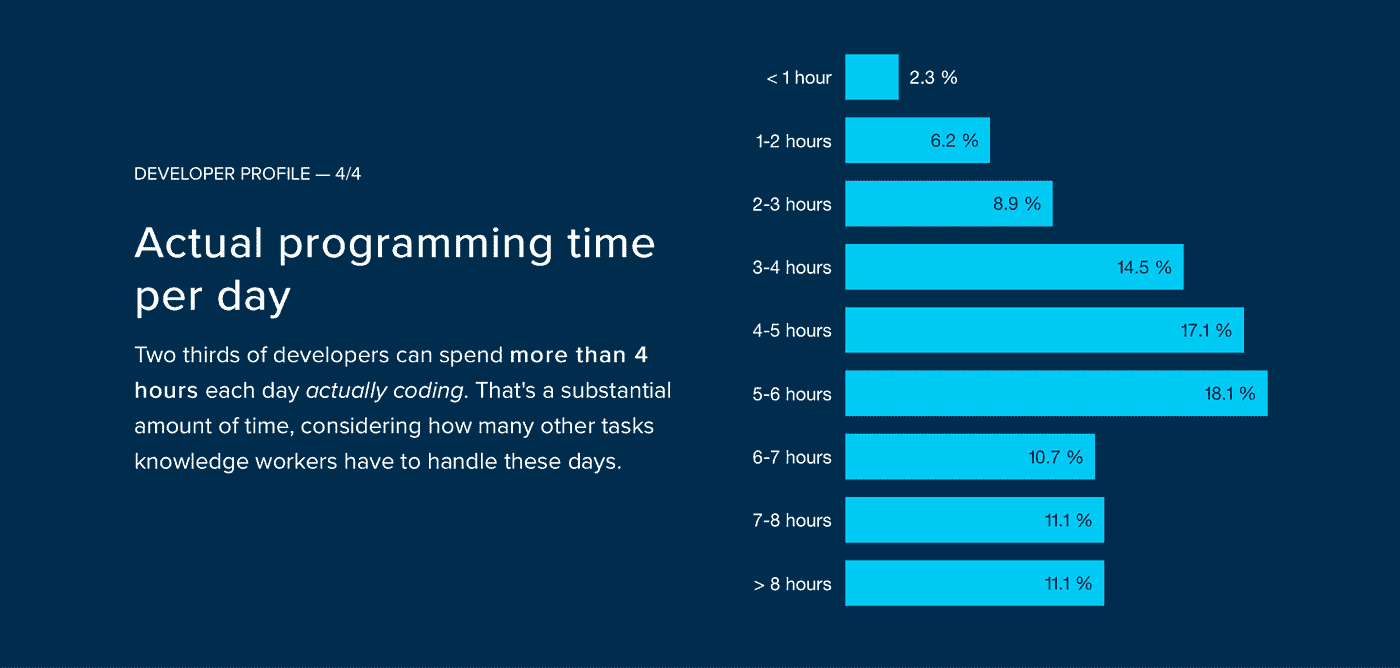 DEVELOPER PROFILE — 4/4
Actual programming time
per day
Two thirds of developers can spend more than 4
hours each day actually coding. That's a substantial
amount of time, considering how many other tasks
knowledge workers have to handle these days.
< 1 hour 2.3 %
1-2 hours 6.2 %
2-3 hours 8.9 %
3-4 hours 14.5 %
4-5 hours 17.1 %
5-6 hours 18.1 %
6-7 hours 10.7 %
7-8 hours 11.1 %
> 8 hours 11.1 %